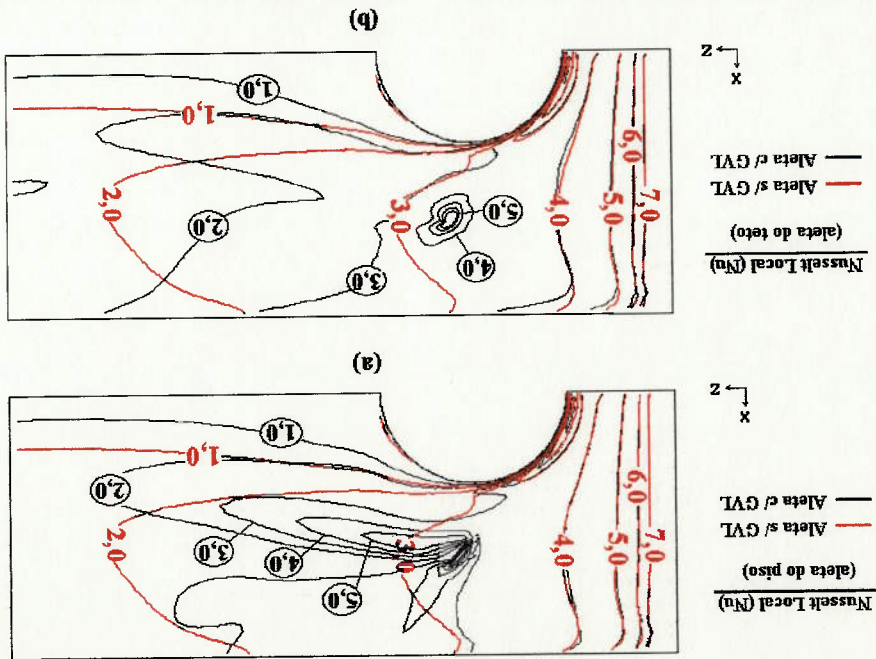 Nusselt Local (Nu)
(aleta do piso)
Aleta s/ GVL
Aleta c/ GVL
x
z
7,0
6,0
5,0
4,0
3,0
2,0
1,0
5,0
4,0
3,0
2,0
1,0
(a)
Nusselt Local (Nu)
(aleta do teto)
Aleta s/ GVL
Aleta c/ GVL
x
z
7,0
6,0
5,0
4,0
3,0
2,0
1,0
4,0
5,0
3,0
2,0
1,0
(b)